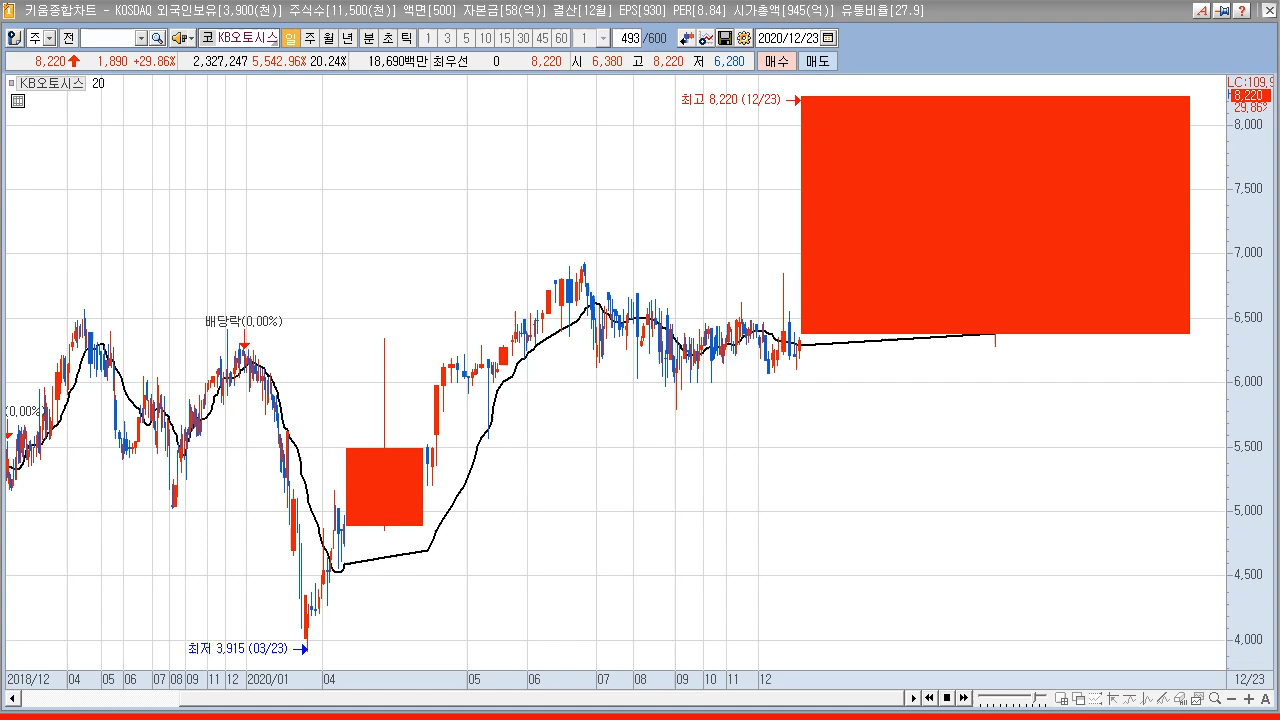 키움종합차트 - KOSDAQ 외국인보유[3,900(천)] 주식수[11,500(천)] 액면[500] 자본금[58(억)] 결산[12월] EPS[930] PER[8.84] 시가총액[945(억)] 유통비율[27.9]
주 전 코 KB오토시스 일 주 월 년 분 초 틱 1 3 5 10 15 30 45 60 1 493 /600 2020/12/23
8,220 1,890 +29.86% 2,327,247 5,542.96% 20.24% 18,690백만 최우선 0 8,220 시 6,380 고 8,220 저 6,280 매수 매도
KB오토시스 20
LC:109,9
8,220
29.86%
최고 8,220 (12/23)
8,000
7,500
7,000
6,500
배당락(0,00%)
6,000
(0,00%)
5,500
5,000
4,500
4,000
최저 3,915 (03/23)
2018/12 04 05 06 07 08 09 11 12 2020/01 04 05 06 07 08 09 10 11 12 12/23
A